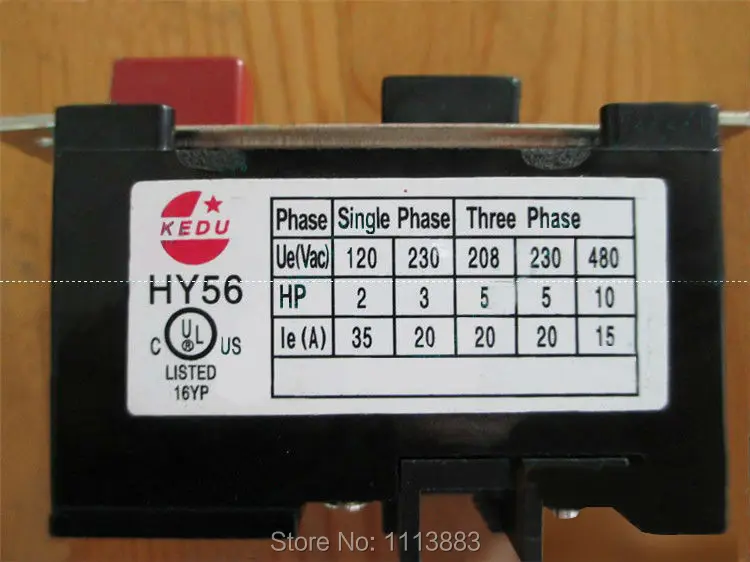 KEDU
HY56
C UL ® US
LISTED
16YP
Phase Single Phase Three Phase
Ue(Vac) 120 230 208 230 480
HP 2 3 5 5 10
Ie (A) 35 20 20 20 15
Store No: 1113883